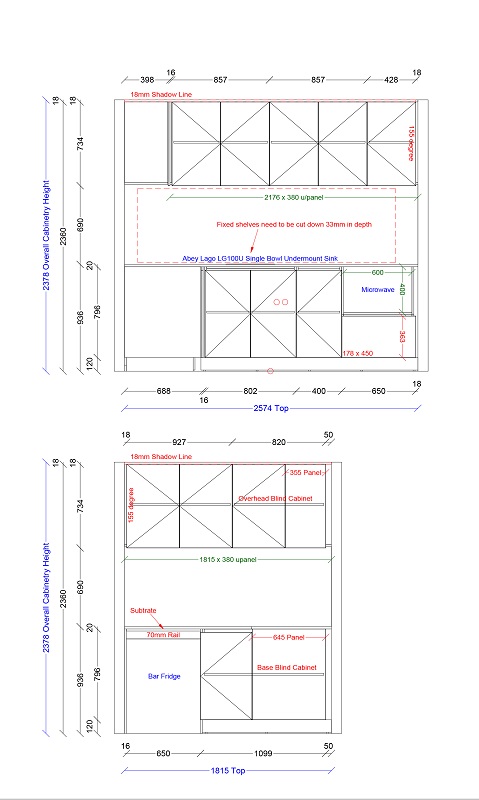 398
16
857
857
428
18
18mm Shadow Line
18
18
155 degree
734
2378 Overall Cabinetry Height
2360
2176 x 380 u/panel
690
Fixed shelves need to be cut down 33mm in depth
Abey Lago LG100U Single Bowl Undermount Sink
20
600
Microwave
400
936
796
363
178 x 450
120
688
16
802
400
650
18
2574 Top
18
927
820
50
18mm Shadow Line
18
18
355 Panel
155 degree
Overhead Blind Cabinet
734
2378 Overall Cabinetry Height
2360
1815 x 380 upanel
690
Subtrate
20
70mm Rail
645 Panel
936
796
Bar Fridge
Base Blind Cabinet
120
16
650
1099
50
1815 Top